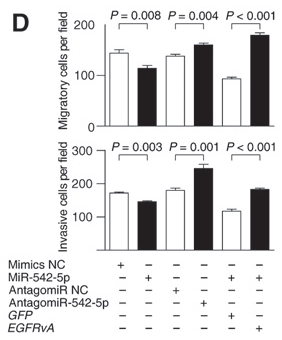 D
P = 0.008 P = 0.004 P < 0.001
Migratory cells per field
200
100
0
P = 0.003 P = 0.001 P < 0.001
Invasive cells per field
300
200
100
Mimics NC + – – – – –
MiR-542-5p – + – – + +
AntagomiR NC – – + – – –
AntagomiR-542-5p – – – + – –
GFP – – – – + –
EGFRvA – – – – – +